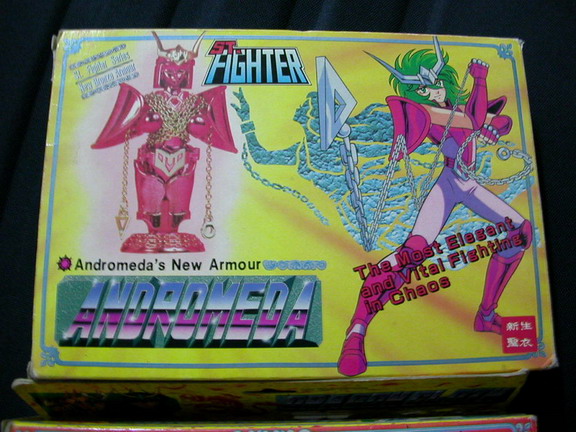 ST.
FIGHTER
Andromeda's New Armour
ANDROMEDA
The Most Elegant
and Vital Fighting
in Chaos
新生
聖衣